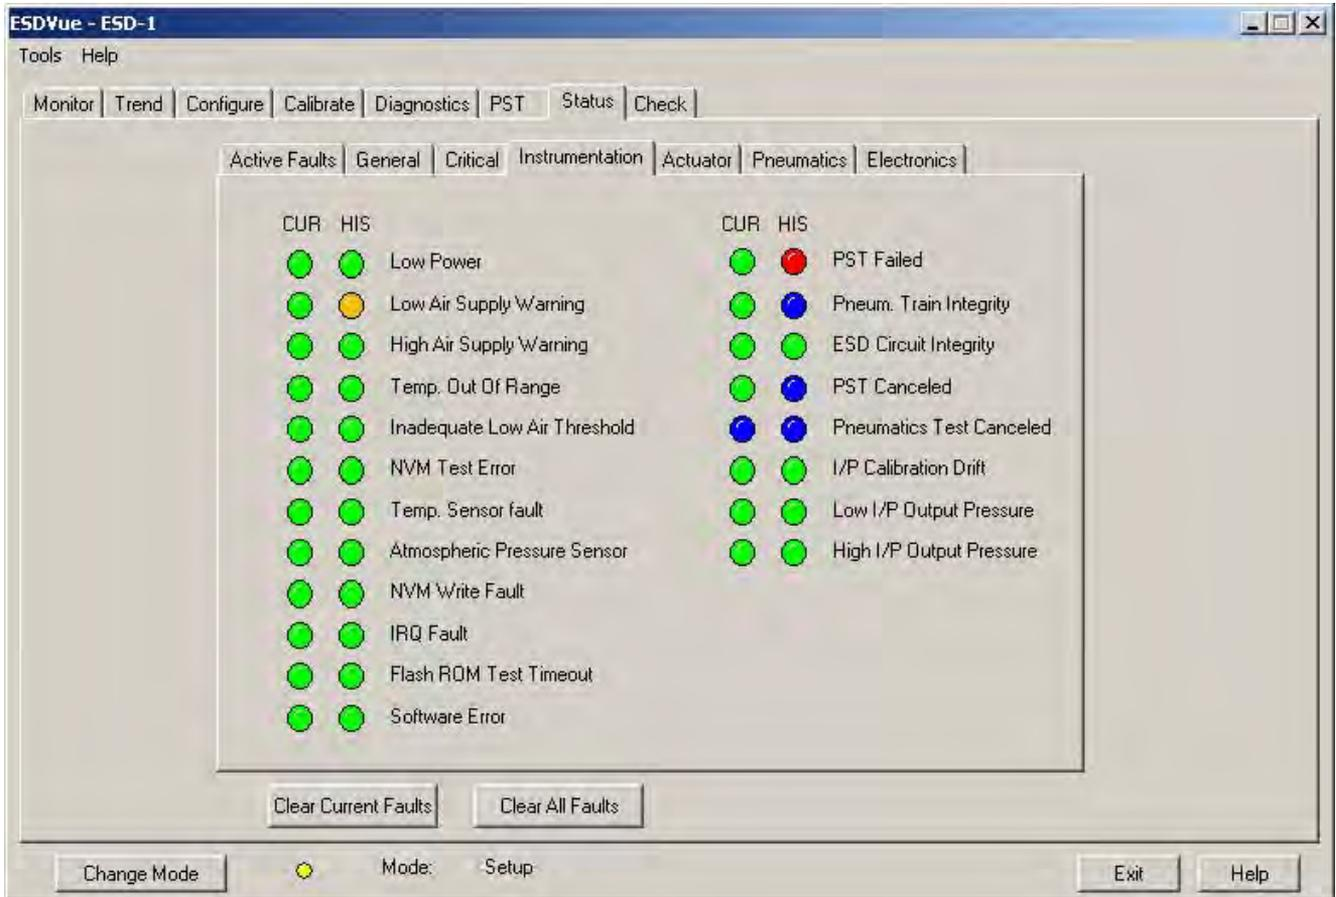 ESDVue - ESD-1
Tools Help
Monitor Trend Configure Calibrate Diagnostics PST Status Check
Active Faults General Critical Instrumentation Actuator Pneumatics Electronics
CUR HIS
Low Power
Low Air Supply Warning
High Air Supply Warning
Temp. Out Of Range
Inadequate Low Air Threshold
NVM Test Error
Temp. Sensor fault
Atmospheric Pressure Sensor
NVM Write Fault
IRQ Fault
Flash ROM Test Timeout
Software Error
CUR HIS
PST Failed
Pneum. Train Integrity
ESD Circuit Integrity
PST Canceled
Pneumatics Test Canceled
I/P Calibration Drift
Low I/P Output Pressure
High I/P Output Pressure
Clear Current Faults Clear All Faults
Change Mode Mode: Setup Exit Help